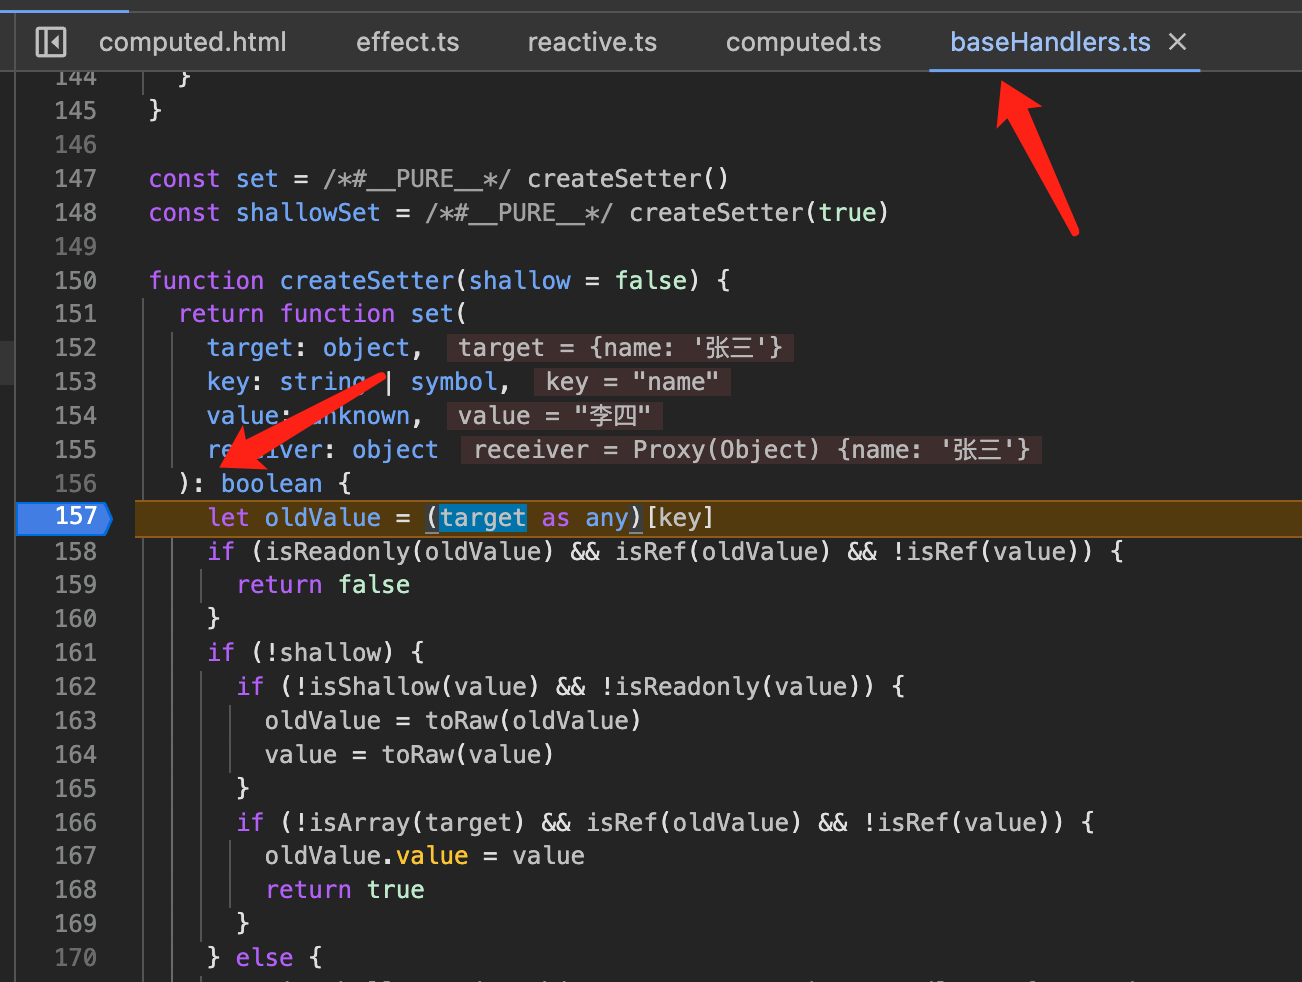 computed.html effect.ts reactive.ts computed.ts baseHandlers.ts ×
144 }
145 }
146
147 const set = /*#__PURE__*/ createSetter()
148 const shallowSet = /*#__PURE__*/ createSetter(true)
149
150 function createSetter(shallow = false) {
151 return function set(
152 target: object, target = {name: '张三'}
153 key: string | symbol, key = "name"
154 value: unknown, value = "李四"
155 receiver: object receiver = Proxy(Object) {name: '张三'}
156 ): boolean {
157 let oldValue = (target as any)[key]
158 if (isReadonly(oldValue) && isRef(oldValue) && !isRef(value)) {
159 return false
160 }
161 if (!shallow) {
162 if (!isShallow(value) && !isReadonly(value)) {
163 oldValue = toRaw(oldValue)
164 value = toRaw(value)
165 }
166 if (!isArray(target) && isRef(oldValue) && !isRef(value)) {
167 oldValue.value = value
168 return true
169 }
170 } else {